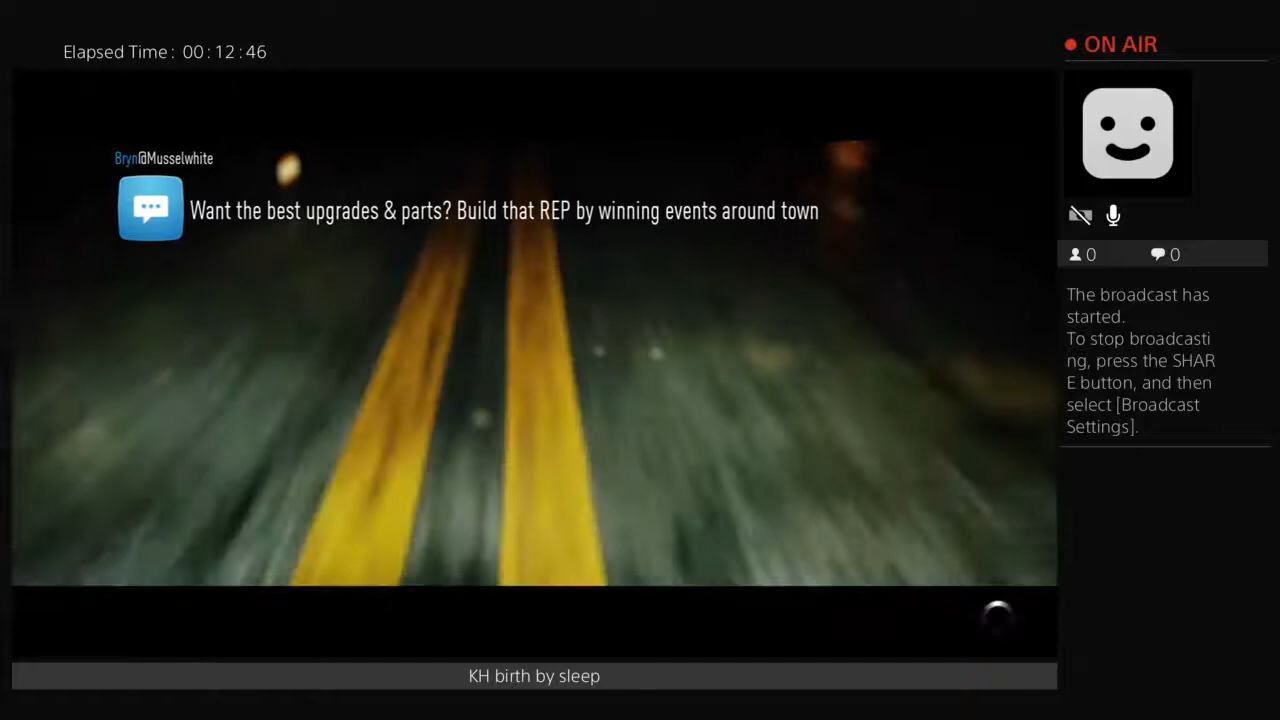 Elapsed Time: 00:12:46
ON AIR
Bryn@Musselwhite
Want the best upgrades & parts? Build that REP by winning events around town
0 0
The broadcast has
started.
To stop broadcasti
ng, press the SHAR
E button, and then
select [Broadcast
Settings].
KH birth by sleep